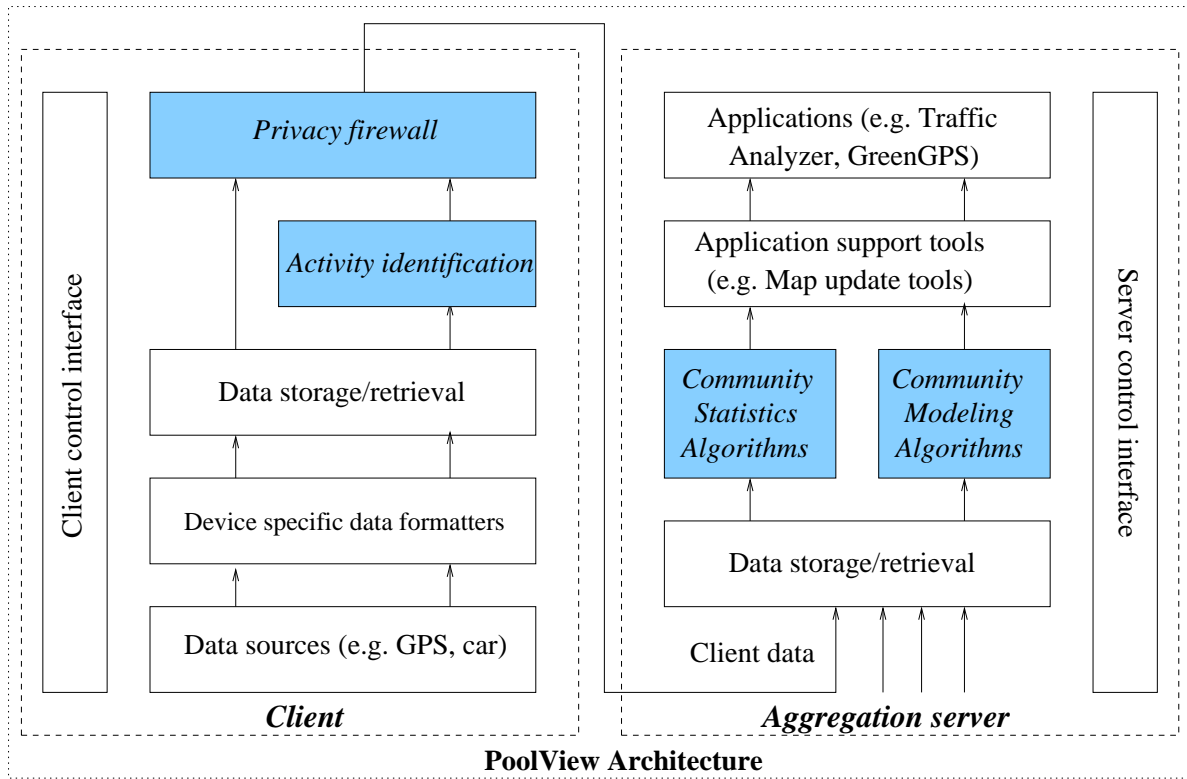 Client control interface
Privacy firewall
Activity identification
Data storage/retrieval
Device specific data formatters
Data sources (e.g. GPS, car)
Client
Applications (e.g. Traffic
Analyzer, GreenGPS)
Application support tools
(e.g. Map update tools)
Community
Statistics
Algorithms
Community
Modeling
Algorithms
Data storage/retrieval
Client data
Server control interface
Aggregation server
PoolView Architecture